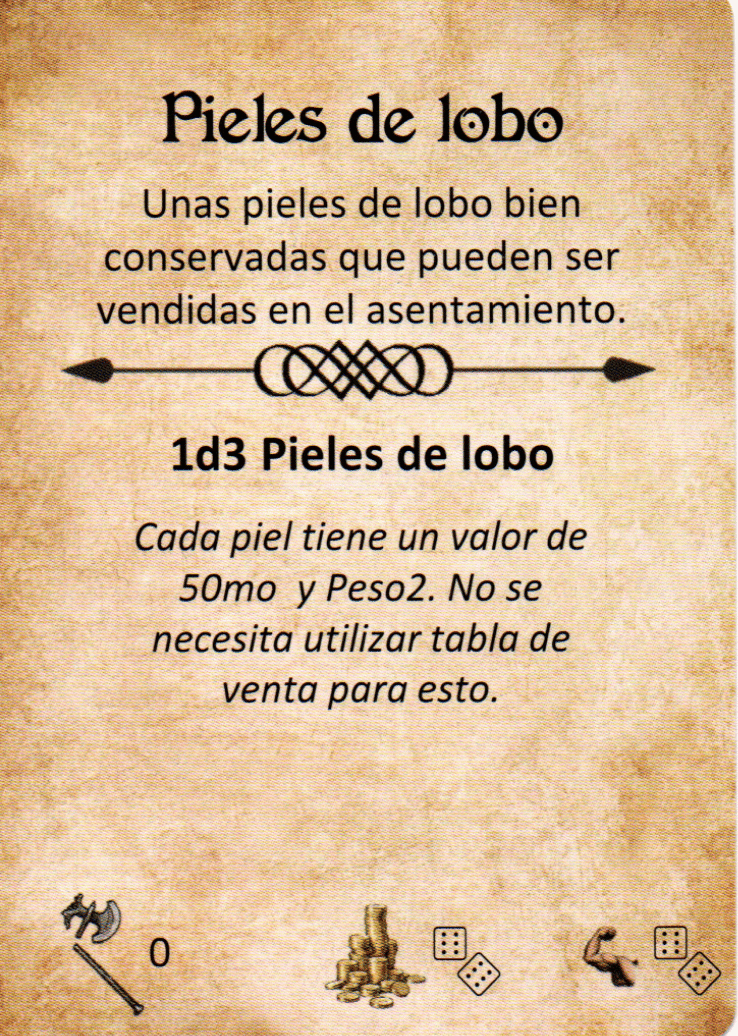 Pieles de lobo
Unas pieles de lobo bien
conservadas que pueden ser
vendidas en el asentamiento.
1d3 Pieles de lobo
Cada piel tiene un valor de
50mo y Peso2. No se
necesita utilizar tabla de
venta para esto.
0